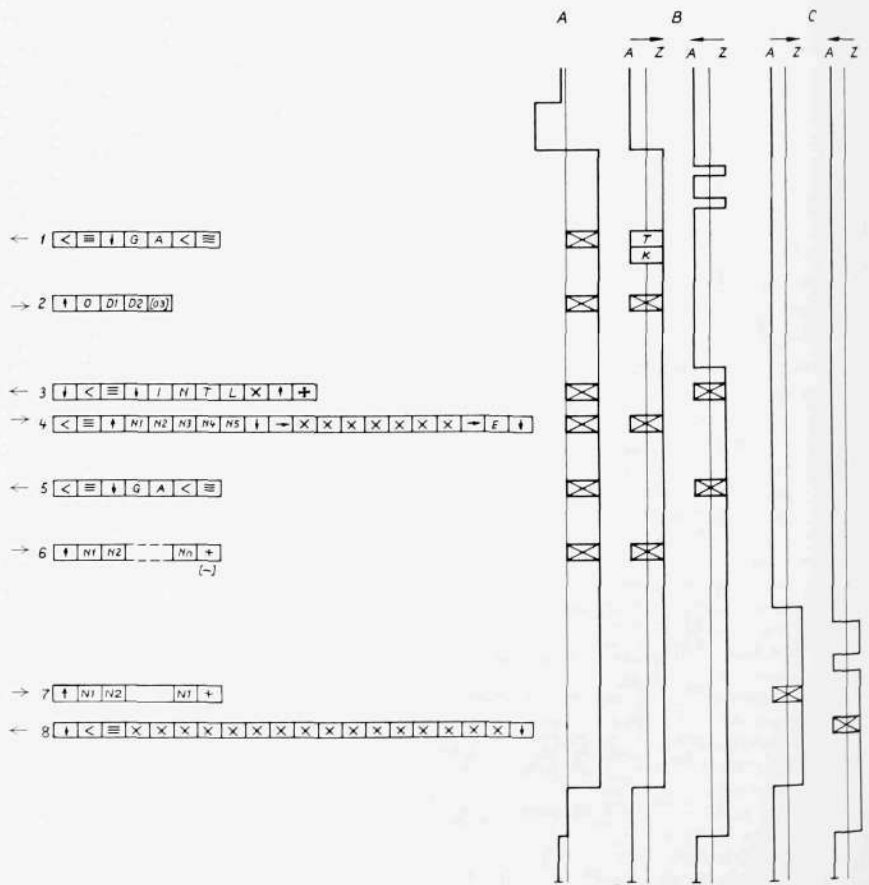 A B C
→ ← → ←
A Z A Z A Z A Z
← 1 < ≡ ↓ G A < ≡ T
K
→ 2 ↑ 0 D1 D2 [D3]
← 3 ↓ < ≡ ↓ I N T L × ↑ ✚
→ 4 < ≡ ↑ N1 N2 N3 N4 N5 ↓ → × × × × × × × → E ↓
← 5 < ≡ ↓ G A < ≡
→ 6 ↑ N1 N2 Nn +
[-]
→ 7 ↑ N1 N2 N1 +
← 8 ↓ < ≡ × × × × × × × × × × × × × × × × ↓